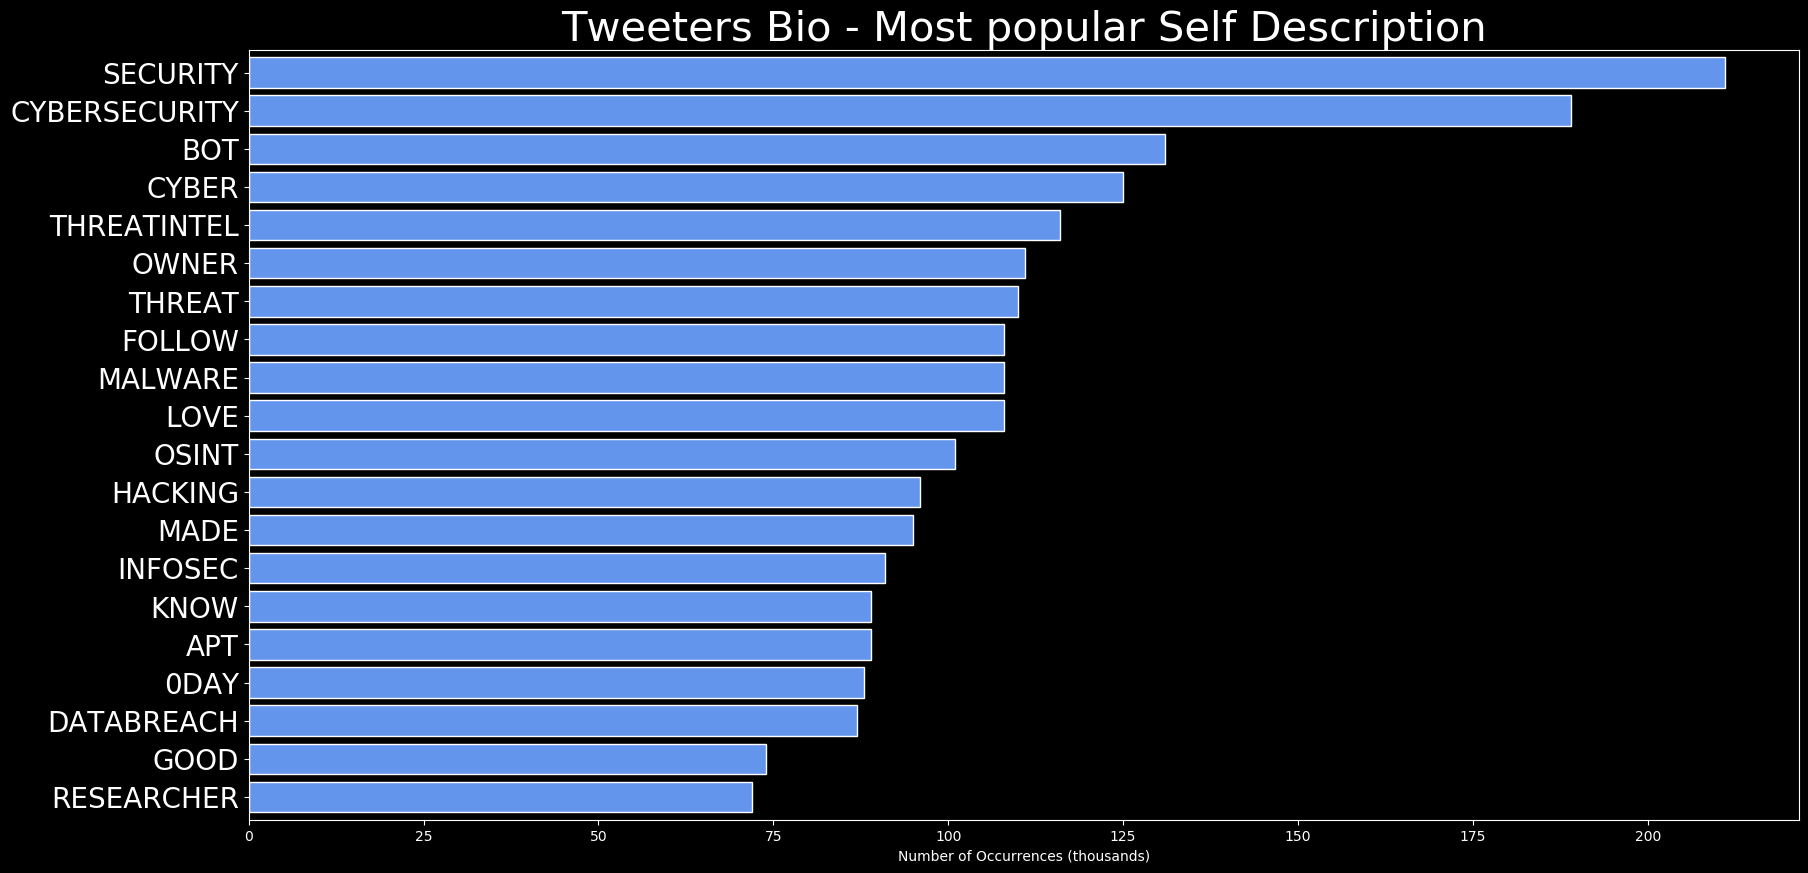 Tweeters Bio - Most popular Self Description
SECURITY
CYBERSECURITY
BOT
CYBER
THREATINTEL
OWNER
THREAT
FOLLOW
MALWARE
LOVE
OSINT
HACKING
MADE
INFOSEC
KNOW
APT
0DAY
DATABREACH
GOOD
RESEARCHER
0 25 50 75 100 125 150 175 200
Number of Occurrences (thousands)